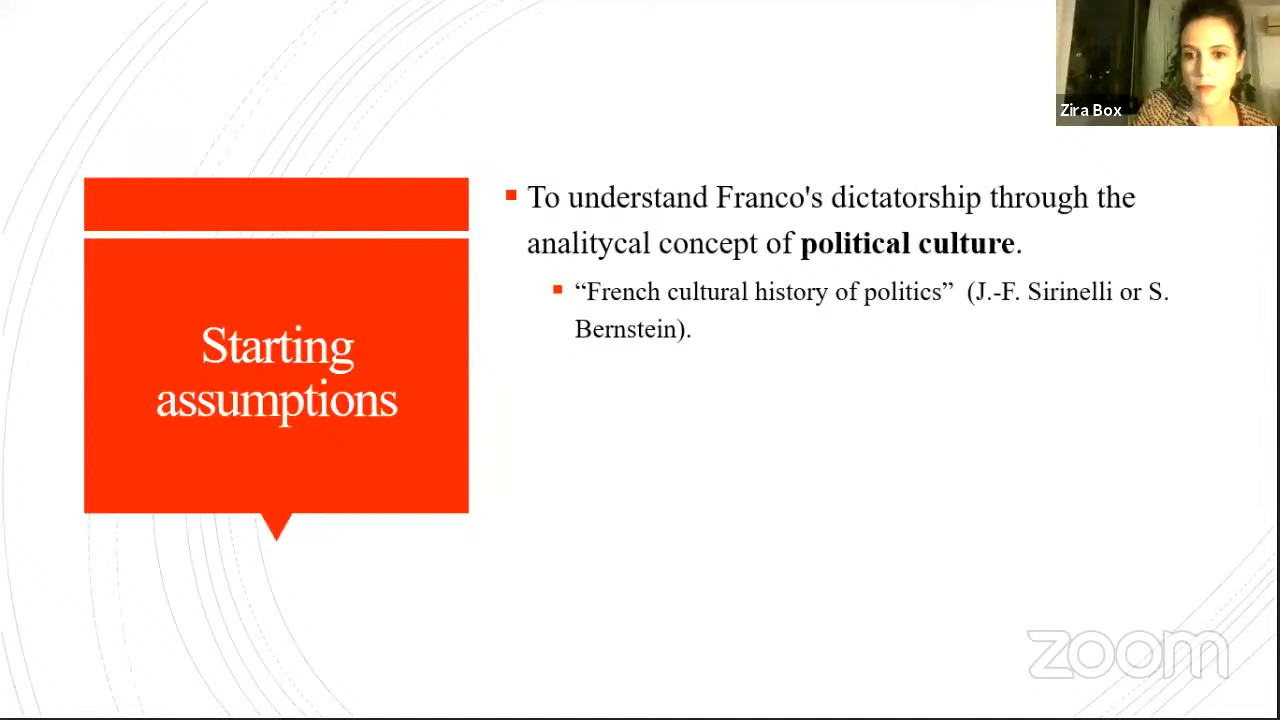 Zira Box
Starting
assumptions
To understand Franco's dictatorship through the
analitycal concept of political culture.
“French cultural history of politics” (J.-F. Sirinelli or S.
Bernstein).
zoom